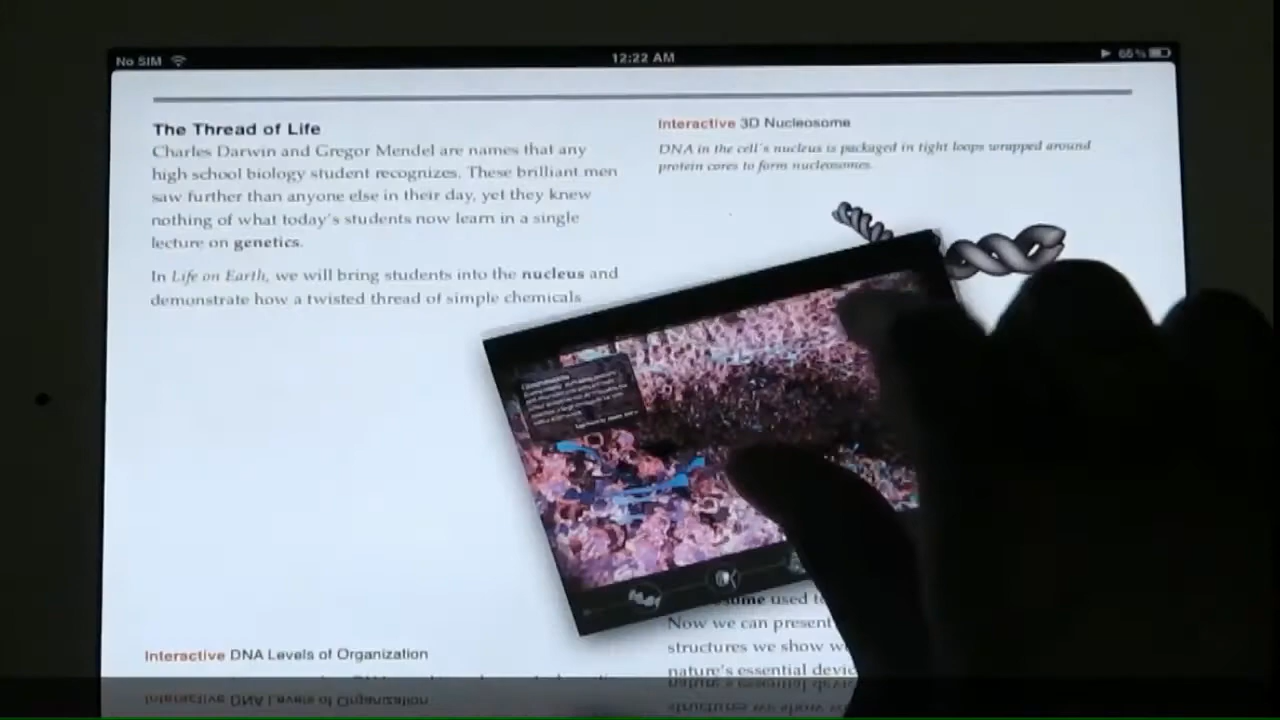 No SIM 12:22 AM 66%
The Thread of Life
Charles Darwin and Gregor Mendel are names that any
high school biology student recognizes. These brilliant men
saw further than anyone else in their day, yet they knew
nothing of what today's students now learn in a single
lecture on genetics.
In Life on Earth, we will bring students into the nucleus and
demonstrate how a twisted thread of simple chemicals
Interactive DNA Levels of Organization
Interactive 3D Nucleosome
DNA in the cell's nucleus is packaged in tight loops wrapped around
protein cores to form nucleosomes.
used
Now we can present
structures we show
nature's essential